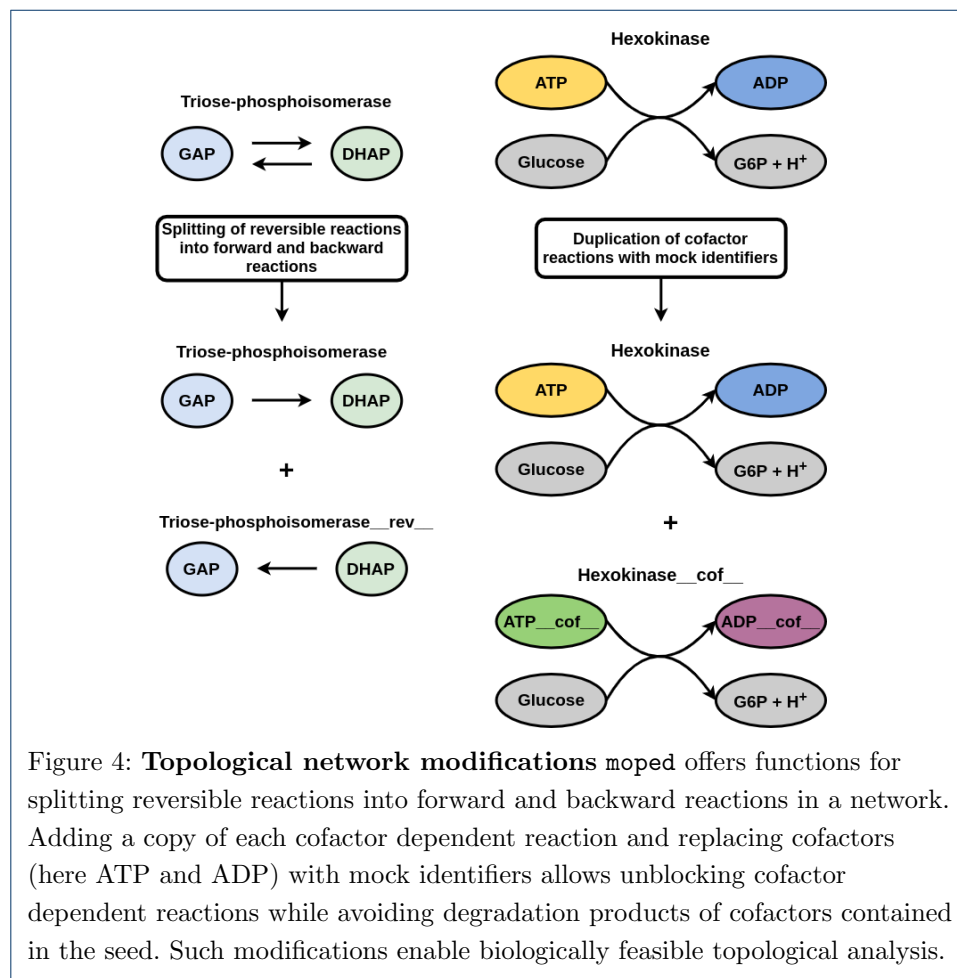 Triose-phosphoisomerase
GAP
DHAP
Splitting of reversible reactions
into forward and backward
reactions
Triose-phosphoisomerase
GAP
DHAP
+
Triose-phosphoisomerase__rev__
GAP
DHAP
Hexokinase
ATP
ADP
Glucose
G6P + H⁺
Duplication of cofactor
reactions with mock identifiers
Hexokinase
ATP
ADP
Glucose
G6P + H⁺
+
Hexokinase__cof__
ATP__cof__
ADP__cof__
Glucose
G6P + H⁺
Figure 4: Topological network modifications moped offers functions for
splitting reversible reactions into forward and backward reactions in a network.
Adding a copy of each cofactor dependent reaction and replacing cofactors
(here ATP and ADP) with mock identifiers allows unblocking cofactor
dependent reactions while avoiding degradation products of cofactors contained
in the seed. Such modifications enable biologically feasible topological analysis.